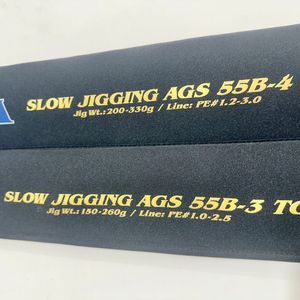 SLOW JIGGING AGS 55B-4
Jig Wt.:200-330g / Line: PE#1.2-3.0
SLOW JIGGING AGS 55B-3 TG
Jig Wt.:150-260g / Line: PE#1.0-2.5